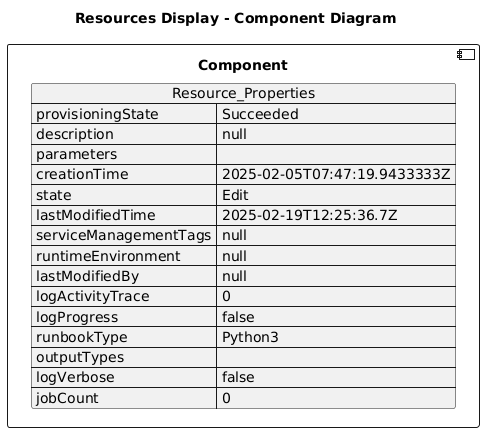 Resources Display - Component Diagram
Component
Resource_Properties
provisioningState Succeeded
description null
parameters
creationTime 2025-02-05T07:47:19.9433333Z
state Edit
lastModifiedTime 2025-02-19T12:25:36.7Z
serviceManagementTags null
runtimeEnvironment null
lastModifiedBy null
logActivityTrace 0
logProgress false
runbookType Python3
outputTypes
logVerbose false
jobCount 0